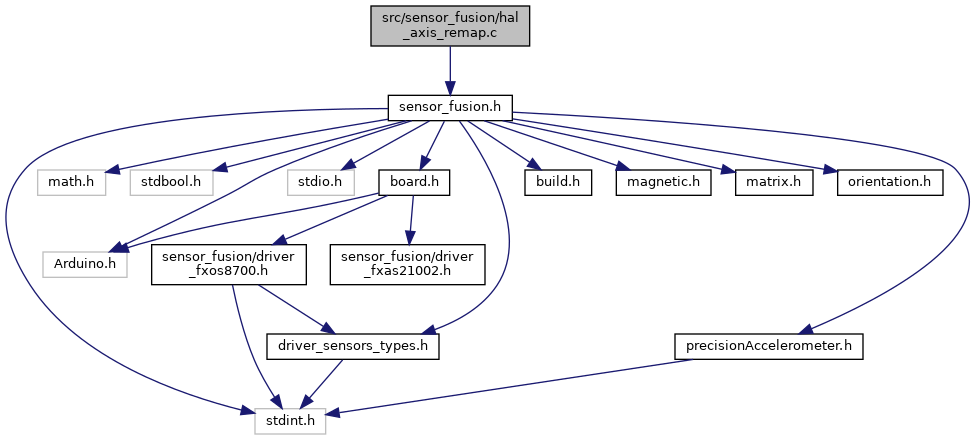 src/sensor_fusion/hal
_axis_remap.c
sensor_fusion.h
math.h
stdbool.h
stdio.h
board.h
build.h
magnetic.h
matrix.h
orientation.h
Arduino.h
sensor_fusion/driver
_fxos8700.h
sensor_fusion/driver
_fxas21002.h
driver_sensors_types.h
precisionAccelerometer.h
stdint.h